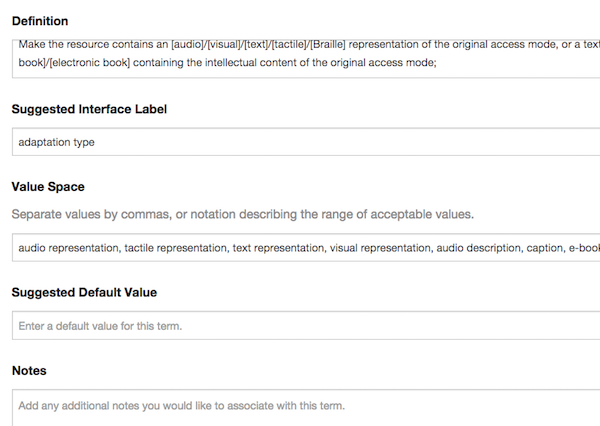 Definition
Make the resource contains an [audio]/[visual]/[text]/[tactile]/[Braille] representation of the original access mode, or a text
book]/[electronic book] containing the intellectual content of the original access mode;
Suggested Interface Label
adaptation type
Value Space
Separate values by commas, or notation describing the range of acceptable values.
audio representation, tactile representation, text representation, visual representation, audio description, caption, e-book
Suggested Default Value
Enter a default value for this term.
Notes
Add any additional notes you would like to associate with this term.